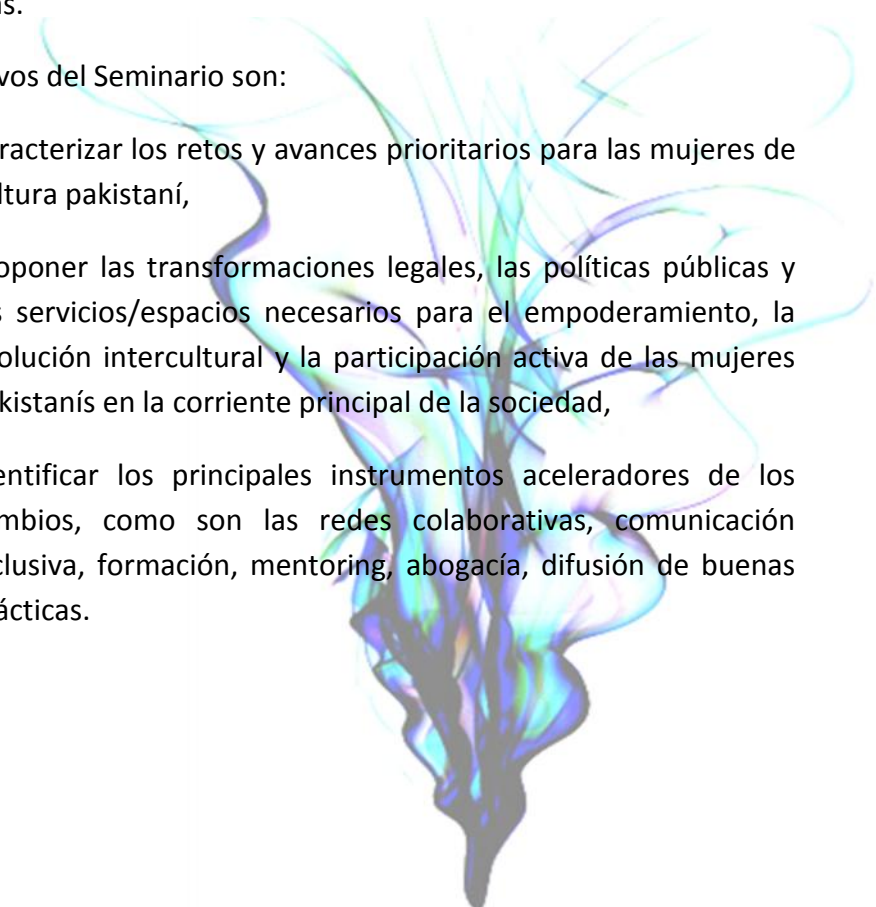 as.
vos del Seminario son:
racterizar los retos y avances prioritarios para las mujeres de
ltura pakistaní,
oponer las transformaciones legales, las políticas públicas y
s servicios/espacios necesarios para el empoderamiento, la
olución intercultural y la participación activa de las mujeres
kistanís en la corriente principal de la sociedad,
entificar los principales instrumentos aceleradores de los
mbios, como son las redes colaborativas, comunicación
clusiva, formación, mentoring, abogacía, difusión de buenas
ácticas.